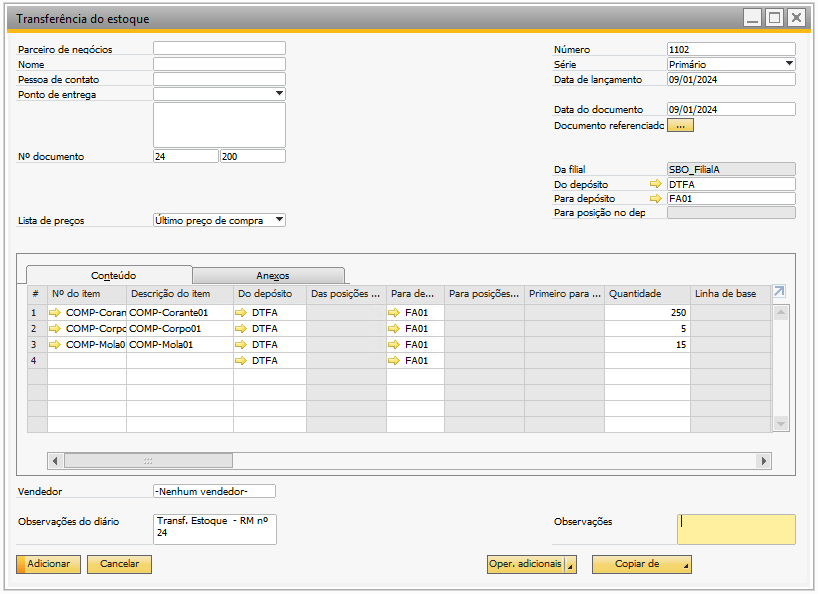 Transferência do estoque
Parceiro de negócios
Nome
Pessoa de contato
Ponto de entrega
Nº documento 24 200
Lista de preços Último preço de compra
Número 1102
Série Primário
Data de lançamento 09/01/2024
Data do documento 09/01/2024
Documento referenciado ...
Da filial SBO_FilialA
Do depósito DTFA
Para depósito FA01
Para posição no dep
Conteúdo Anexos
# Nº do item Descrição do item Do depósito Das posições ... Para de... Para posições... Primeiro para ... Quantidade Linha de base
1 COMP-Coran COMP-Corante01 DTFA FA01 250
2 COMP-Corpo COMP-Corpo01 DTFA FA01 5
3 COMP-Mola0 COMP-Mola01 DTFA FA01 15
4 DTFA FA01
Vendedor -Nenhum vendedor-
Observações do diário Transf. Estoque - RM nº
24
Observações
Adicionar Cancelar Oper. adicionais Copiar de